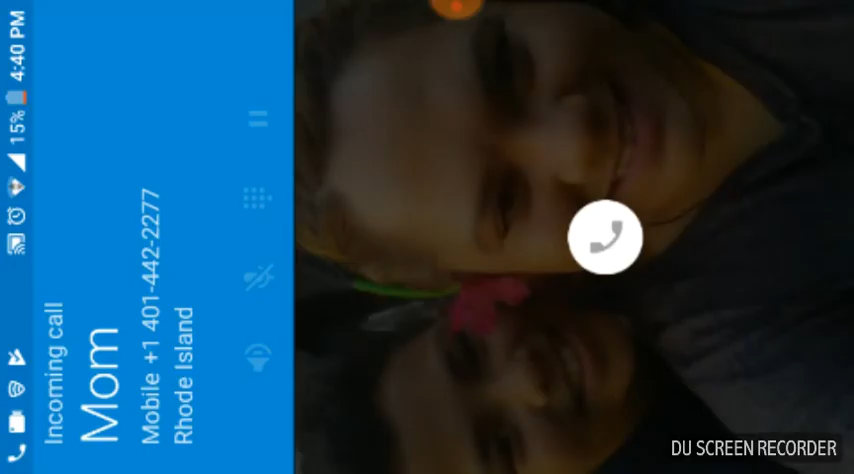 15% 4:40 PM
Incoming call
Mom
Mobile +1 401-442-2277
Rhode Island
DU SCREEN RECORDER